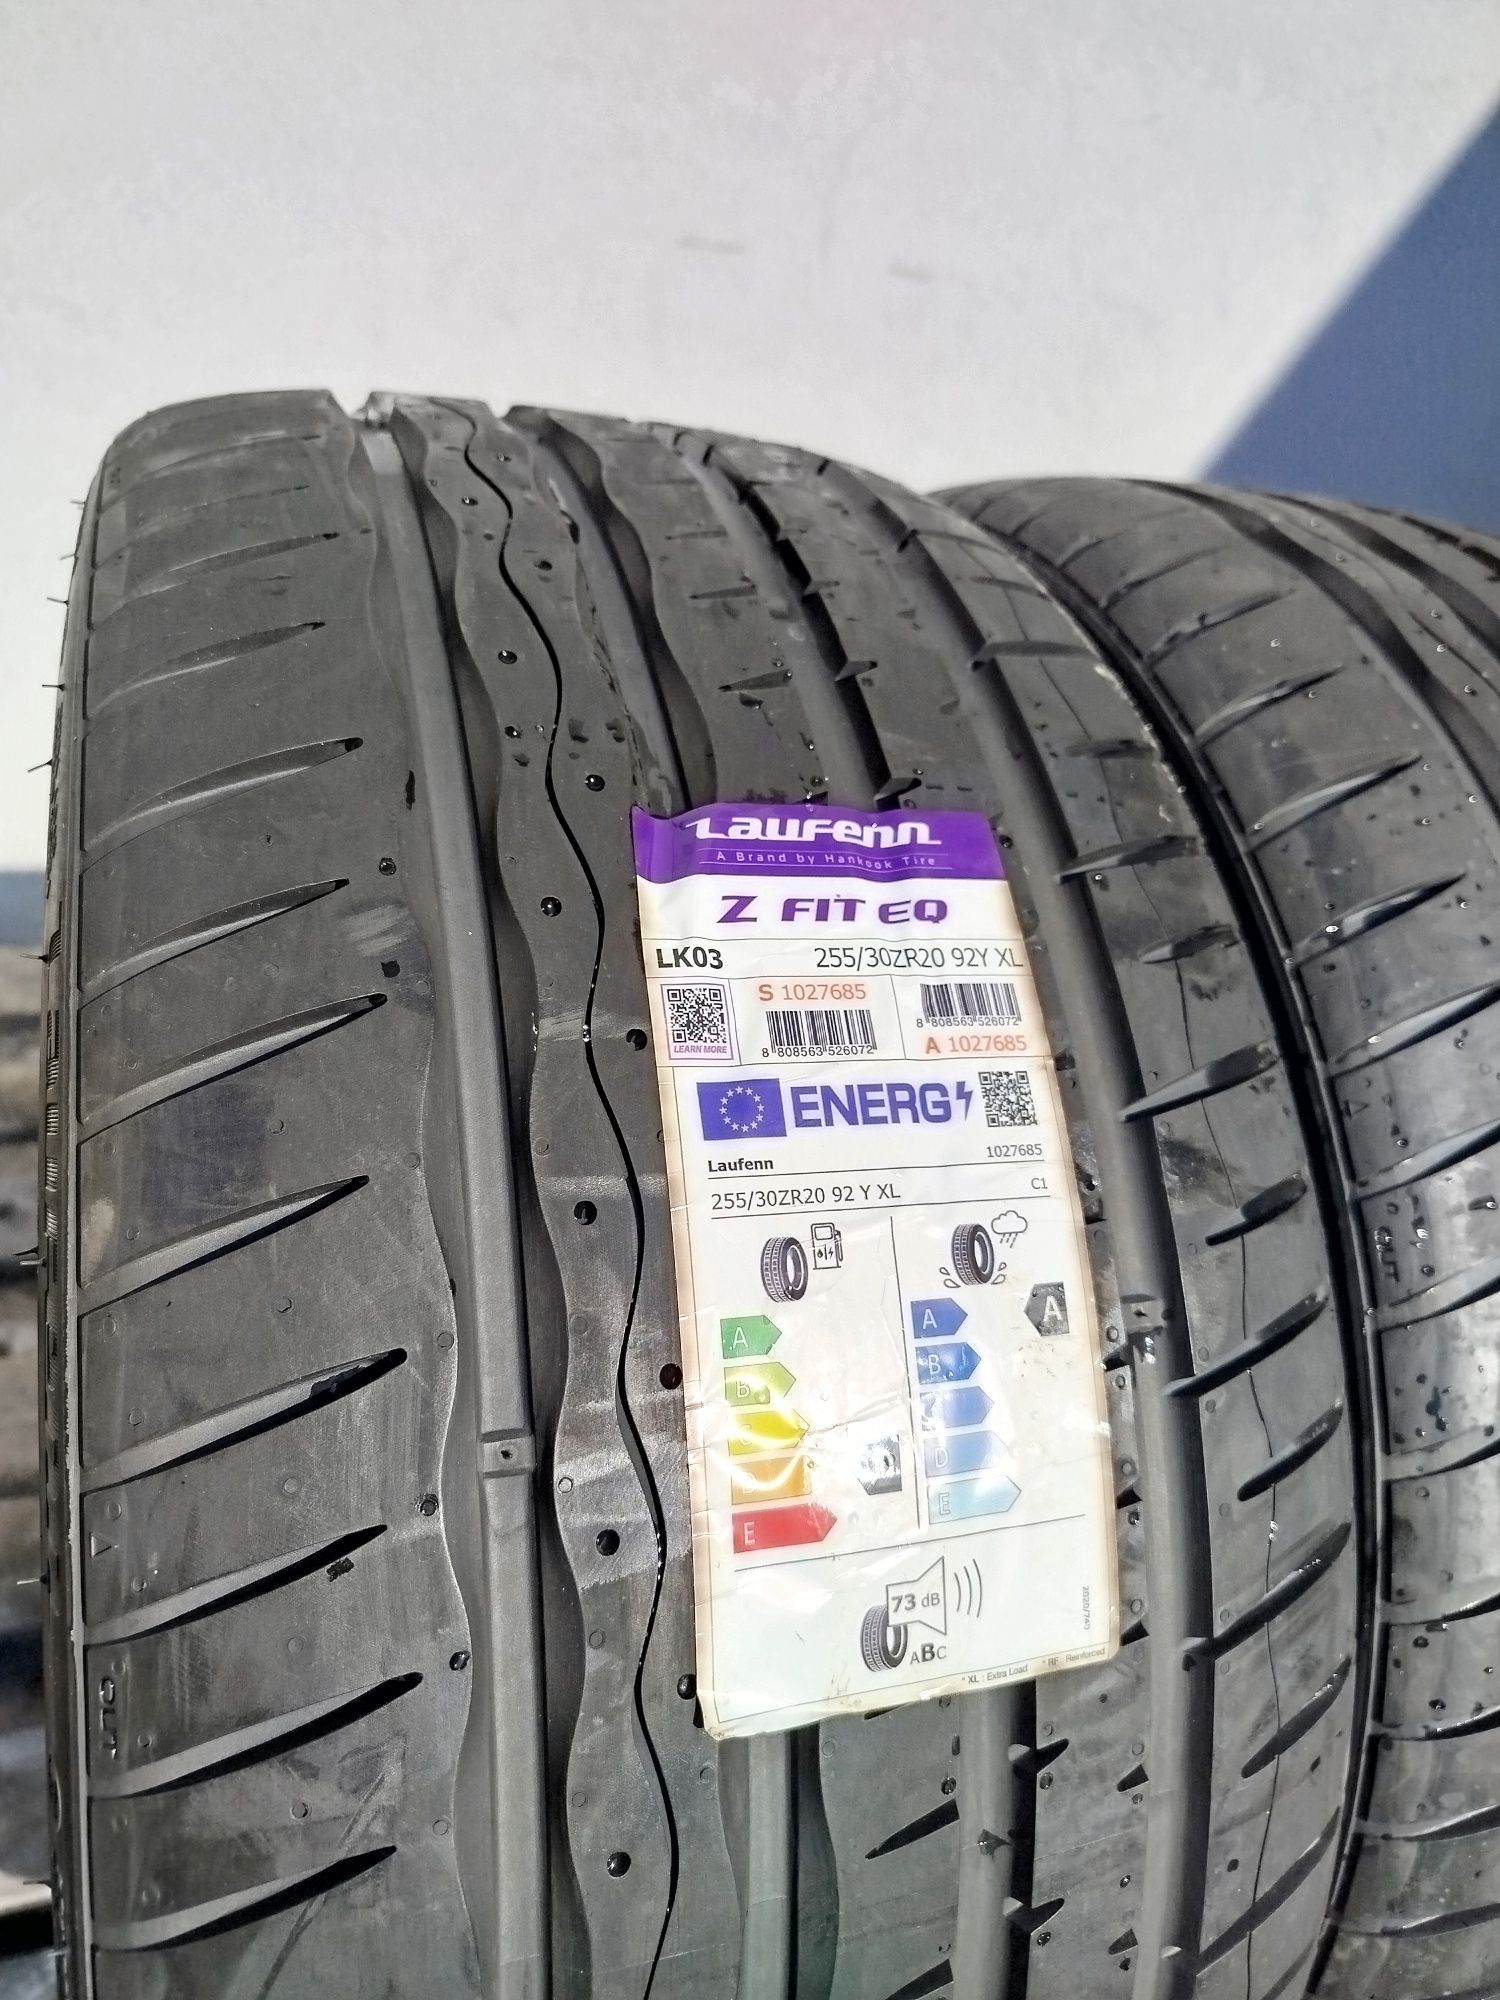 Laufenn
A Brand by Hankook Tire
Z FIT EQ
LK03 255/30ZR20 92Y XL
S 1027685
8 808563 526072
LEARN MORE
8 808563 526072
A 1027685
ENERG
Laufenn 1027685
255/30ZR20 92 Y XL C1
A
B
C
D
E
D
A
B
C
D
E
A
73 dB
ABC
2020/740
* XL : Extra Load * RF : Reinforced
OUT
OUT